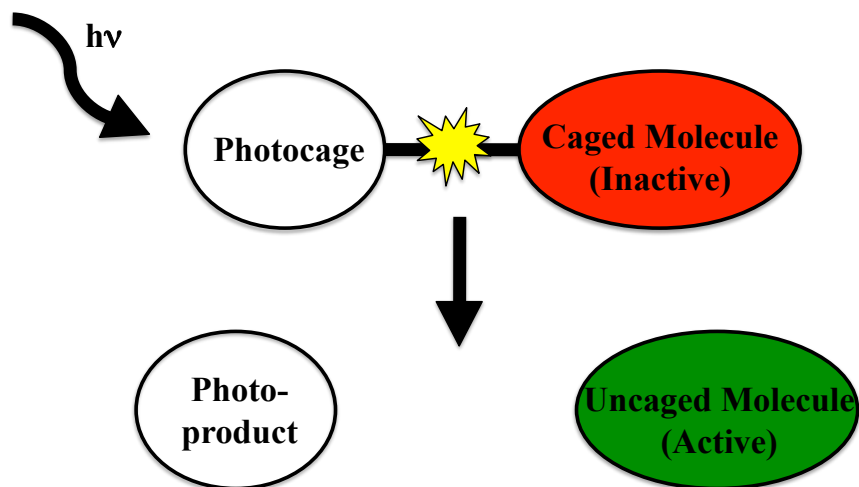 hν
Photocage
Caged Molecule
(Inactive)
Photo-
product
Uncaged Molecule
(Active)